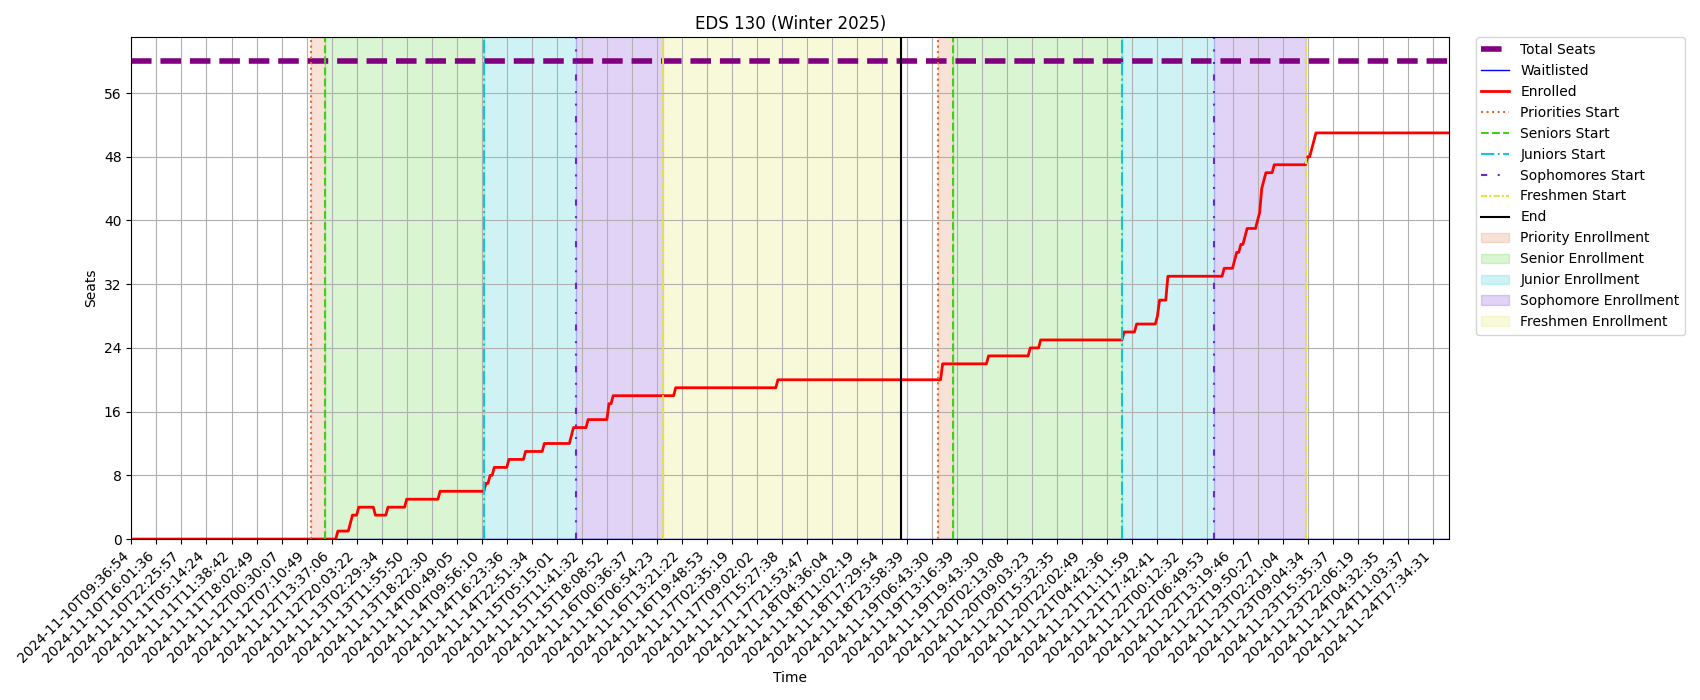 EDS 130 (Winter 2025)
Total Seats
Waitlisted
Enrolled
Priorities Start
Seniors Start
Juniors Start
Sophomores Start
Freshmen Start
End
Priority Enrollment
Senior Enrollment
Junior Enrollment
Sophomore Enrollment
Freshmen Enrollment
Seats
56
48
40
32
24
16
8
0
2024-11-10T09:36:54
2024-11-10T16:01:36
2024-11-10T22:25:57
2024-11-11T05:14:24
2024-11-11T11:38:42
2024-11-11T18:02:49
2024-11-12T00:30:07
2024-11-12T07:10:49
2024-11-12T13:37:06
2024-11-12T20:03:22
2024-11-13T02:29:34
2024-11-13T11:55:50
2024-11-13T18:22:30
2024-11-14T00:49:05
2024-11-14T09:56:10
2024-11-14T16:23:36
2024-11-14T22:51:34
2024-11-15T05:15:01
2024-11-15T11:41:32
2024-11-15T18:08:52
2024-11-16T00:36:37
2024-11-16T06:54:23
2024-11-16T13:21:22
2024-11-16T19:48:53
2024-11-17T02:35:19
2024-11-17T09:02:02
2024-11-17T15:27:38
2024-11-17T21:53:47
2024-11-18T04:36:04
2024-11-18T11:02:19
2024-11-18T17:29:54
2024-11-18T23:58:39
2024-11-19T06:43:30
2024-11-19T13:16:39
2024-11-19T19:43:30
2024-11-20T02:13:08
2024-11-20T09:03:23
2024-11-20T15:32:35
2024-11-20T22:02:49
2024-11-21T04:42:36
2024-11-21T11:11:59
2024-11-21T17:42:41
2024-11-22T00:12:32
2024-11-22T06:49:53
2024-11-22T13:19:46
2024-11-22T19:50:27
2024-11-23T02:21:04
2024-11-23T09:04:34
2024-11-23T15:35:37
2024-11-23T22:06:19
2024-11-24T04:32:35
2024-11-24T11:03:37
2024-11-24T17:34:31
Time